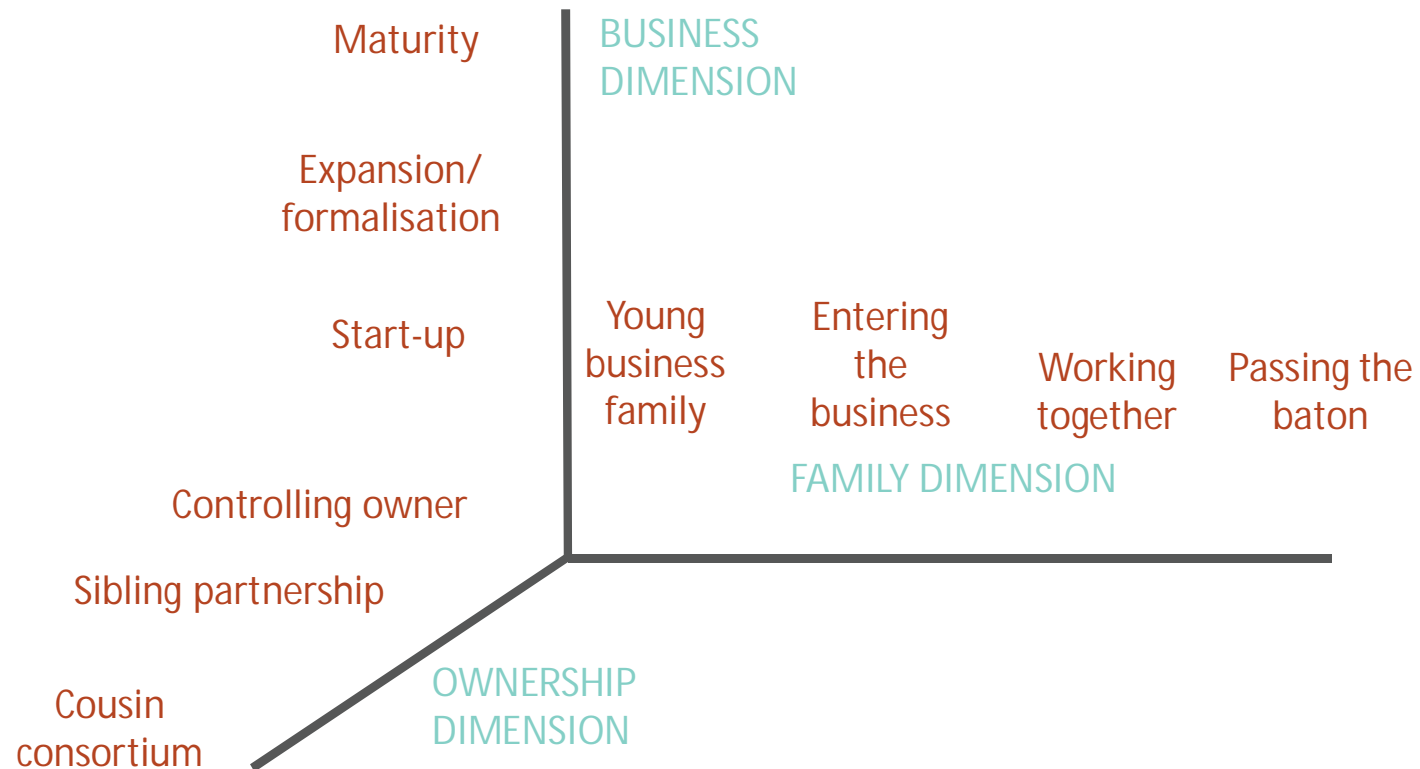 Maturity
BUSINESS
DIMENSION
Expansion/
formalisation
Start-up
Young
business
family
Entering
the
business
Working
together
Passing the
baton
FAMILY DIMENSION
Controlling owner
Sibling partnership
Cousin
consortium
OWNERSHIP
DIMENSION